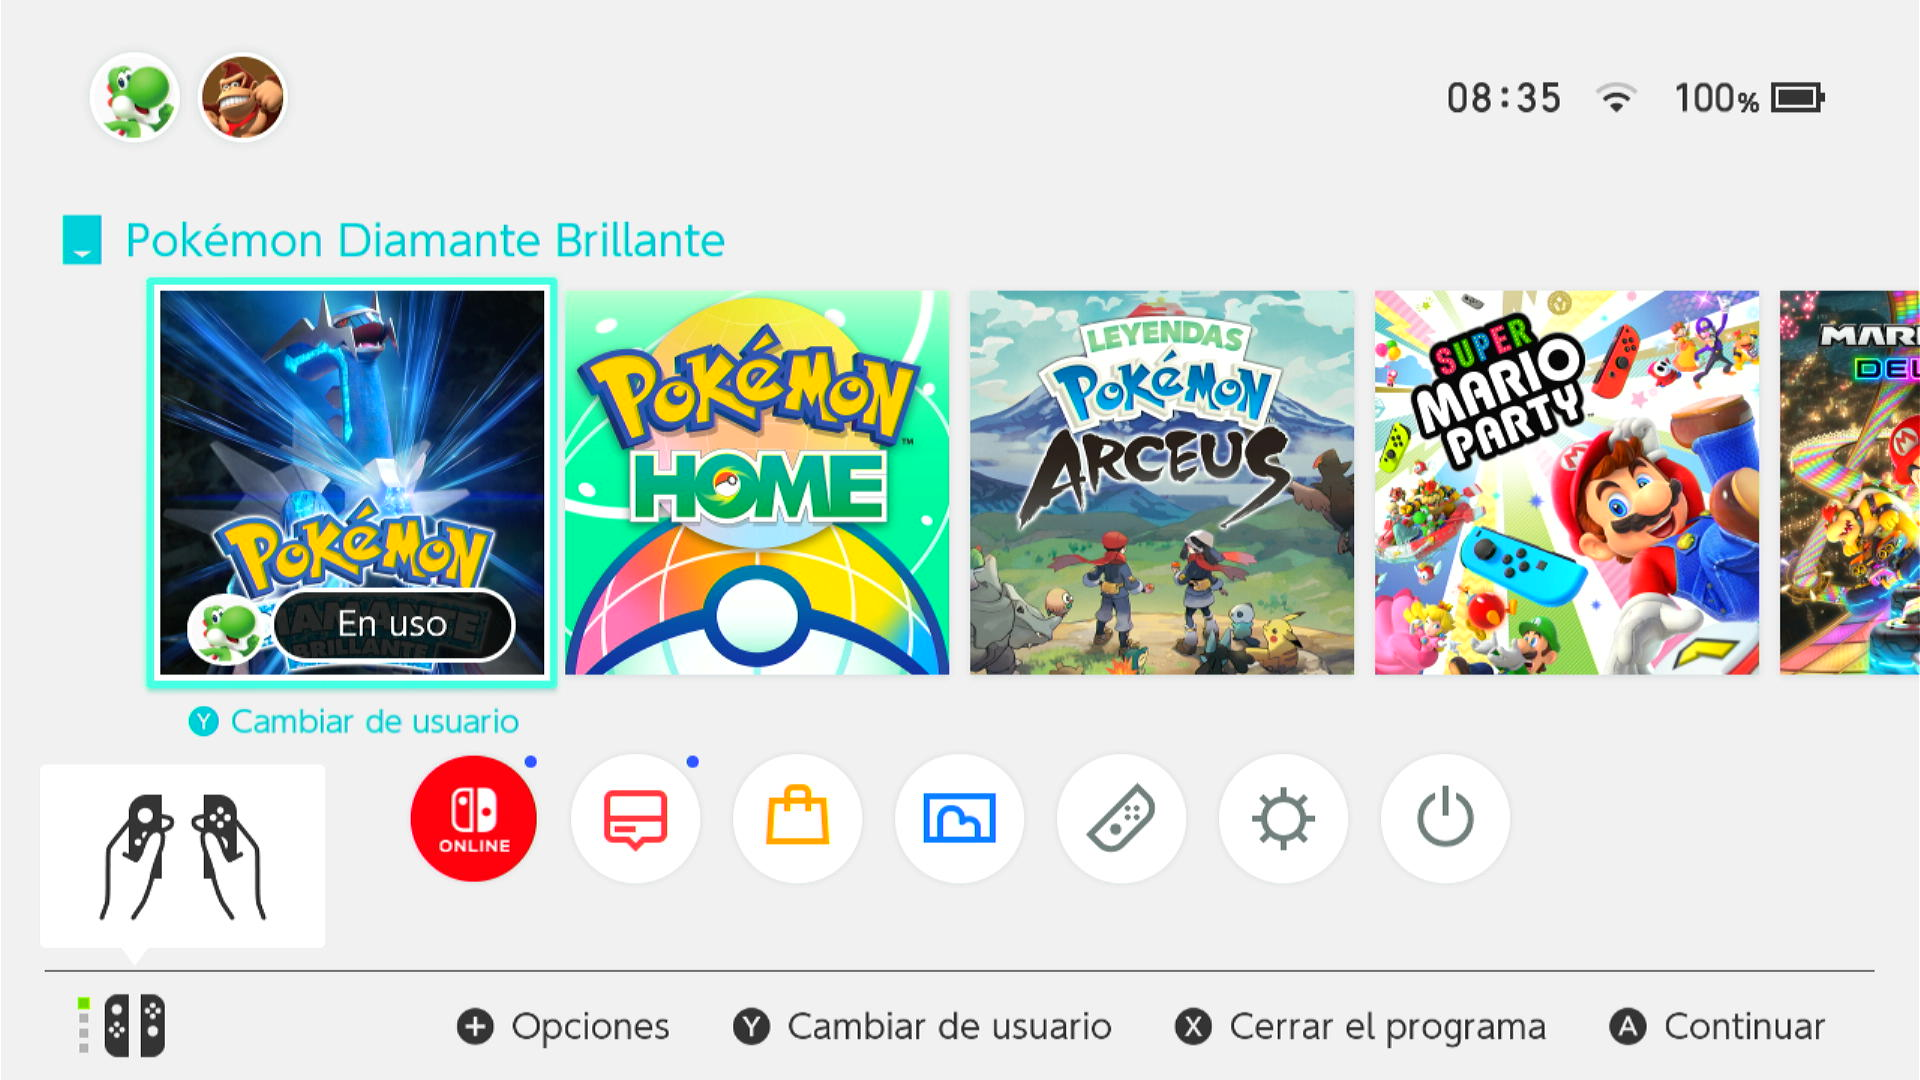 08:35 100%
Pokémon Diamante Brillante
Pokémon
DIAMANTE
BRILLANTE
En uso
Pokémon
HOME
LEYENDAS
Pokémon
ARCEUS
SUPER
MARIO
PARTY
MARI
DEL
Y Cambiar de usuario
ONLINE
+ Opciones
Y Cambiar de usuario
X Cerrar el programa
A Continuar